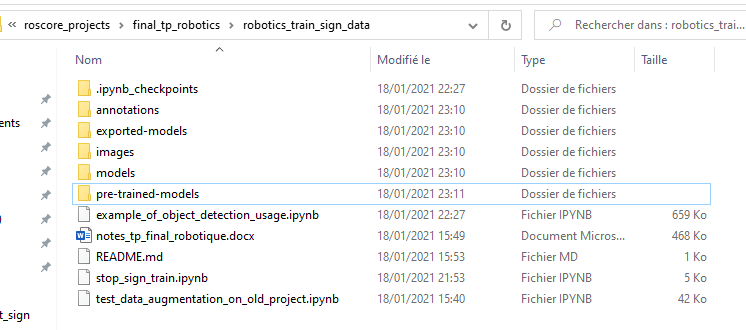 « roscore_projects > final_tp_robotics > robotics_train_sign_data
Rechercher dans : robotics_trai...
Nom Modifié le Type Taille
.ipynb_checkpoints 18/01/2021 22:27 Dossier de fichiers
annotations 18/01/2021 23:10 Dossier de fichiers
exported-models 18/01/2021 23:10 Dossier de fichiers
images 18/01/2021 23:10 Dossier de fichiers
models 18/01/2021 23:10 Dossier de fichiers
pre-trained-models 18/01/2021 23:11 Dossier de fichiers
example_of_object_detection_usage.ipynb 18/01/2021 22:27 Fichier IPYNB 659 Ko
ents notes_tp_final_robotique.docx 18/01/2021 15:49 Document Micros... 468 Ko
README.md 18/01/2021 15:53 Fichier MD 1 Ko
stop_sign_train.ipynb 18/01/2021 21:53 Fichier IPYNB 5 Ko
test_data_augmentation_on_old_project.ipynb 18/01/2021 15:40 Fichier IPYNB 42 Ko
t_sign